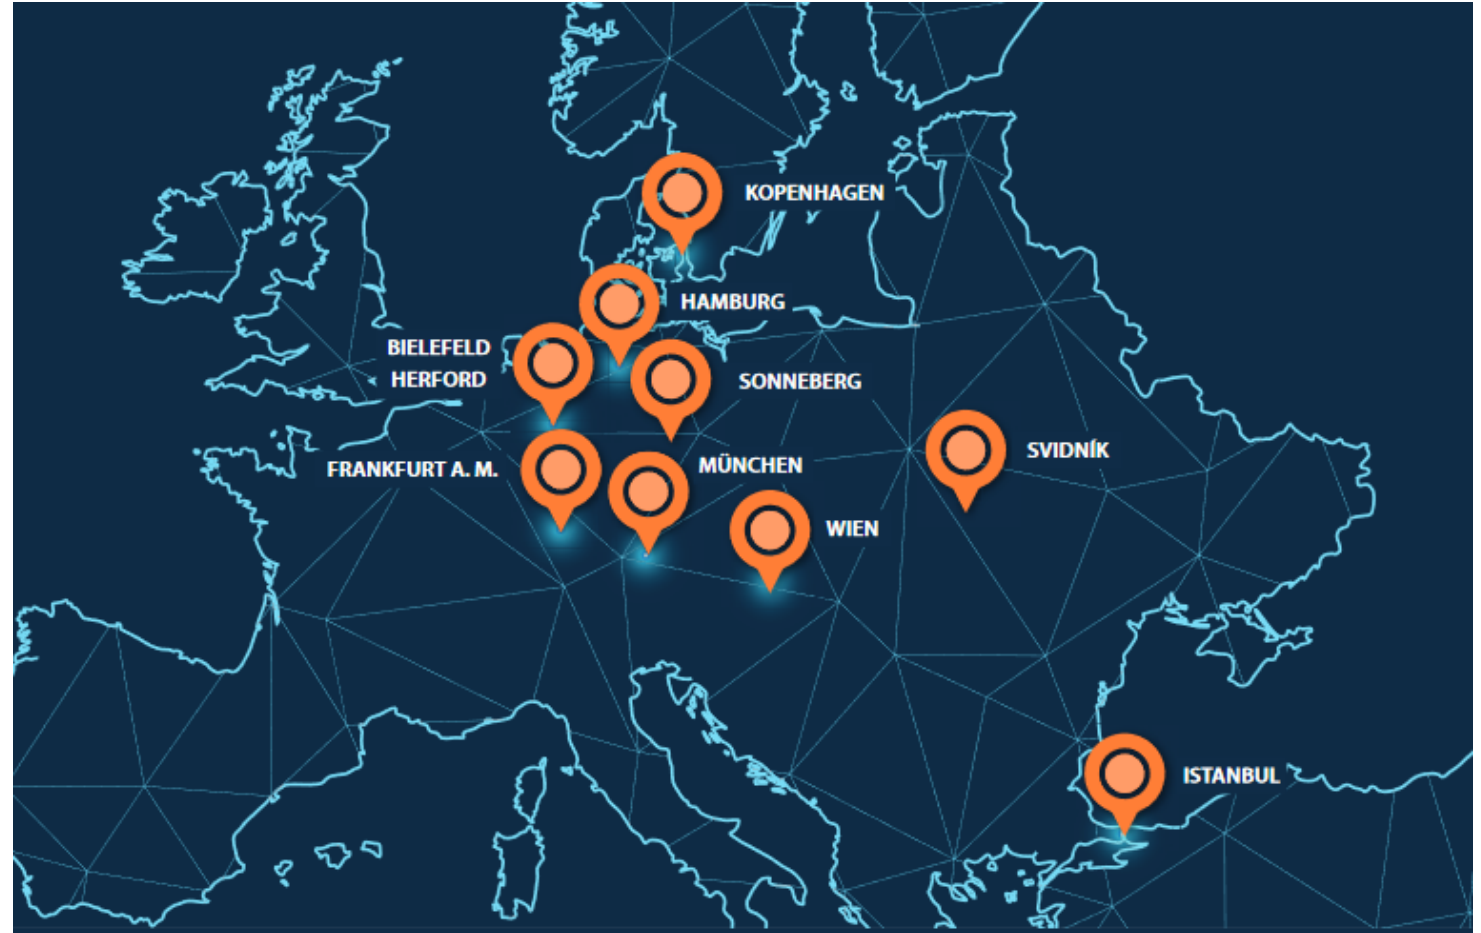 KOPENHAGEN
HAMBURG
BIELEFELD
HERFORD
SONNEBERG
FRANKFURT A. M.
MÜNCHEN
SVIDNÍK
WIEN
ISTANBUL